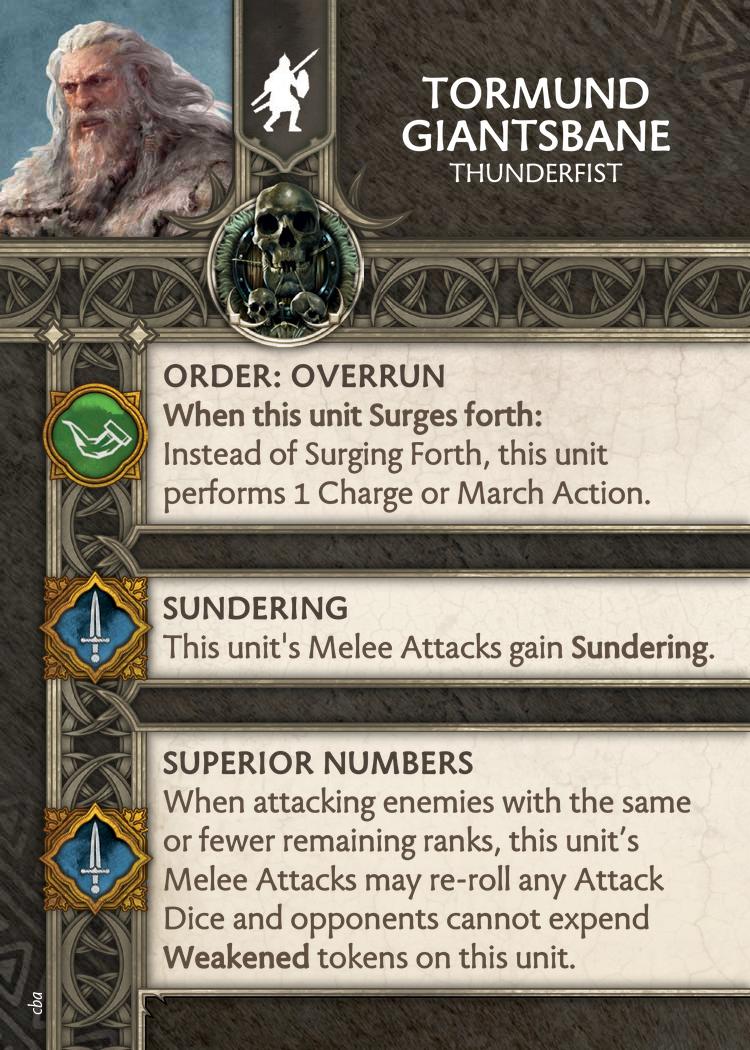 TORMUND
GIANTSBANE
THUNDERFIST
ORDER: OVERRUN
When this unit Surges forth:
Instead of Surging Forth, this unit
performs 1 Charge or March Action.
SUNDERING
This unit's Melee Attacks gain Sundering.
SUPERIOR NUMBERS
When attacking enemies with the same
or fewer remaining ranks, this unit’s
Melee Attacks may re-roll any Attack
Dice and opponents cannot expend
Weakened tokens on this unit.
cba